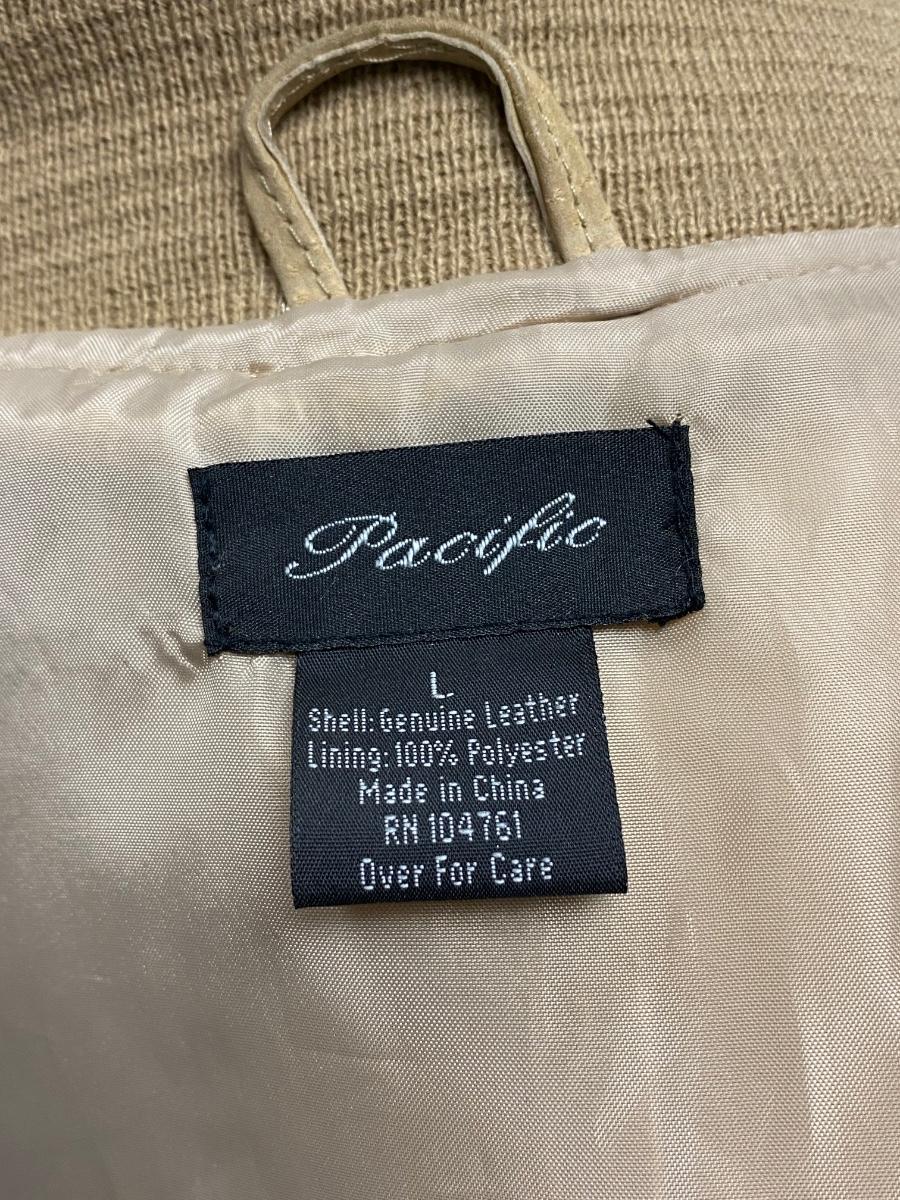 Pacific
L
Shell: Genuine Leather
Lining: 100% Polyester
Made in China
RN 104761
Over For Care